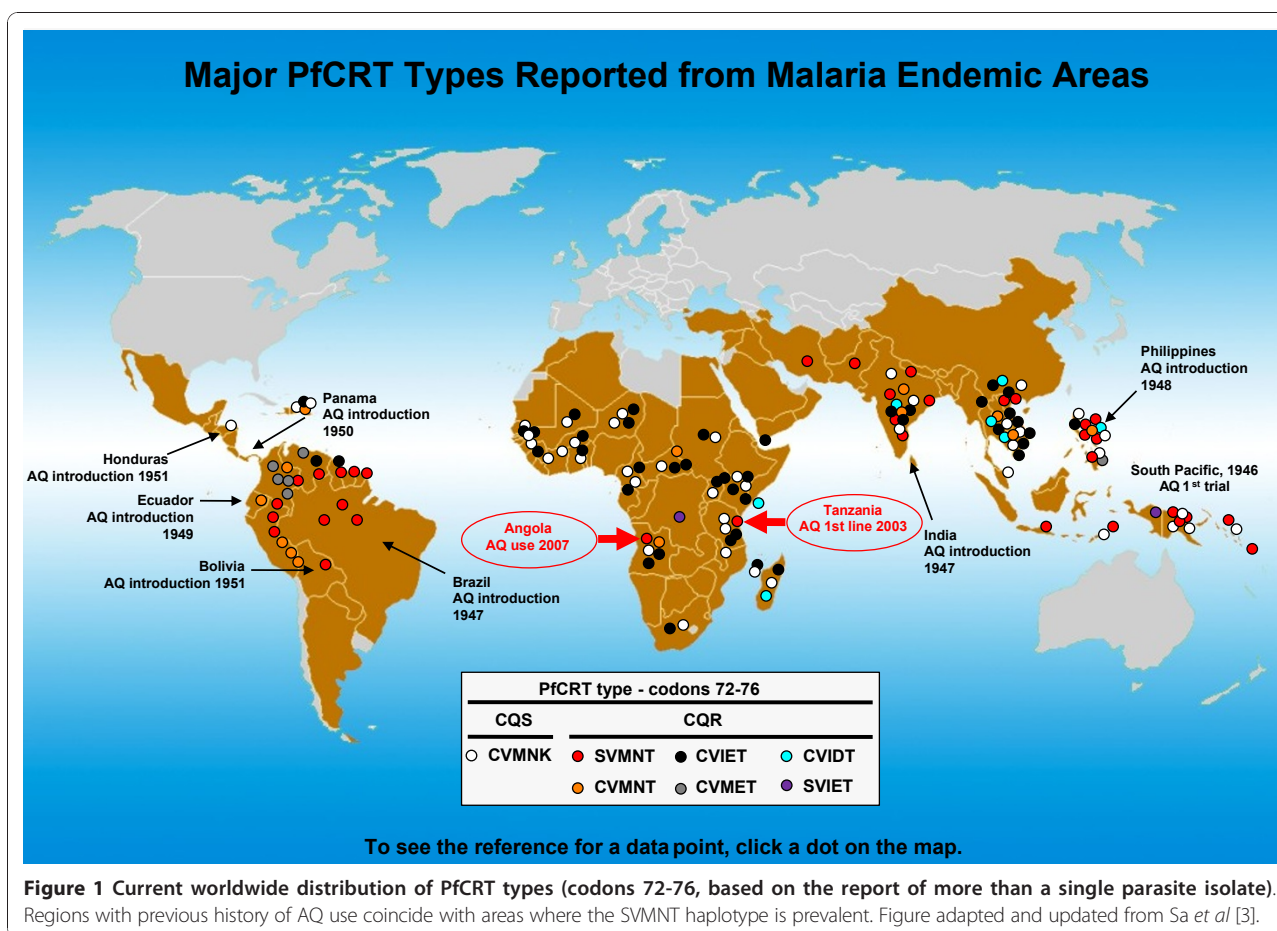 Major PfCRT Types Reported from Malaria Endemic Areas
Panama
AQ introduction
1950
Honduras
AQ introduction 1951
Ecuador
AQ introduction
1949
Bolivia
AQ introduction 1951
Brazil
AQ introduction
1947
Angola
AQ use 2007
Tanzania
AQ 1st line 2003
India
AQ introduction
1947
Philippines
AQ introduction
1948
South Pacific, 1946
AQ 1st trial
PfCRT type - codons 72-76
CQS
CQR
CVMNK
SVMNT
CVIET
CVIDT
CVMNT
CVMET
SVIET
To see the reference for a data point, click a dot on the map.
Figure 1 Current worldwide distribution of PfCRT types (codons 72-76, based on the report of more than a single parasite isolate).
Regions with previous history of AQ use coincide with areas where the SVMNT haplotype is prevalent. Figure adapted and updated from Sa et al [3].